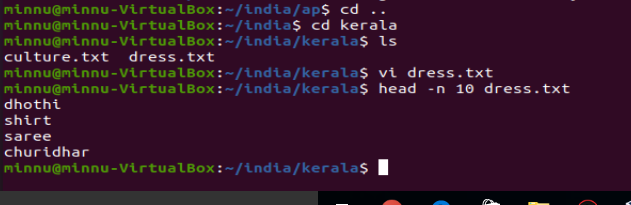 minnu@minnu-VirtualBox:~/india/ap$ cd ..
minnu@minnu-VirtualBox:~/india$ cd kerala
minnu@minnu-VirtualBox:~/india/kerala$ ls
culture.txt  dress.txt
minnu@minnu-VirtualBox:~/india/kerala$ vi dress.txt
minnu@minnu-VirtualBox:~/india/kerala$ head -n 10 dress.txt
dhothi
shirt
saree
churidhar
minnu@minnu-VirtualBox:~/india/kerala$